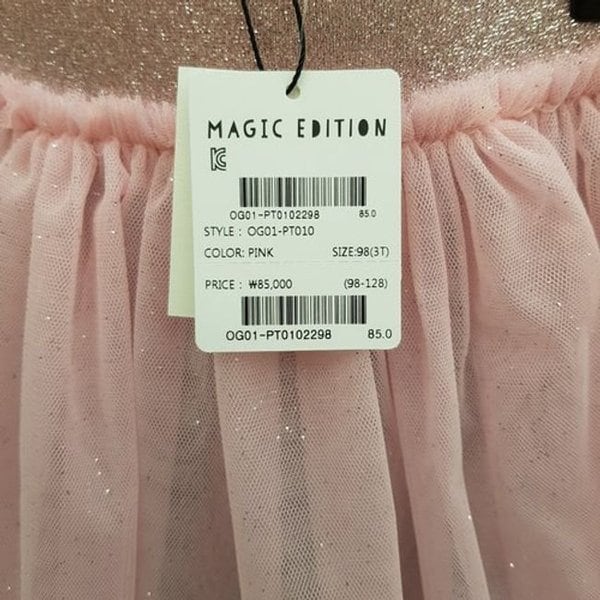 MAGIC EDITION
KC
OG01-PT0102298 85.0
STYLE : OG01-PT010
COLOR: PINK SIZE:98(3T)
PRICE : ₩85,000 (98-128)
OG01-PT0102298 85.0